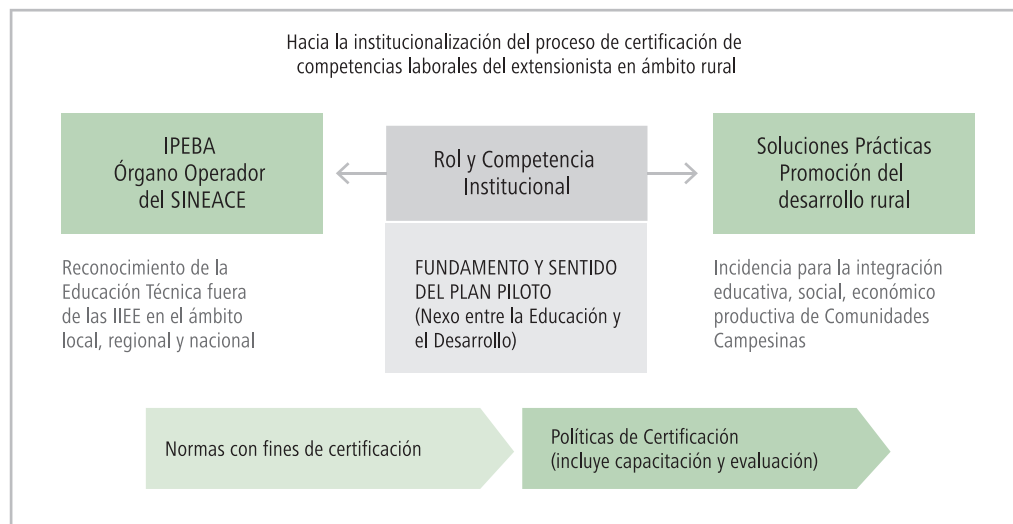 Hacia la institucionalización del proceso de certificación de
competencias laborales del extensionista en ámbito rural
IPEBA
Órgano Operador
del SINEACE
Rol y Competencia
Institucional
Soluciones Prácticas
Promoción del
desarrollo rural
Reconocimiento de la
Educación Técnica fuera
de las IIEE en el ámbito
local, regional y nacional
FUNDAMENTO Y SENTIDO
DEL PLAN PILOTO
(Nexo entre la Educación y
el Desarrollo)
Incidencia para la integración
educativa, social, económico
productiva de Comunidades
Campesinas
Normas con fines de certificación
Políticas de Certificación
(incluye capacitación y evaluación)